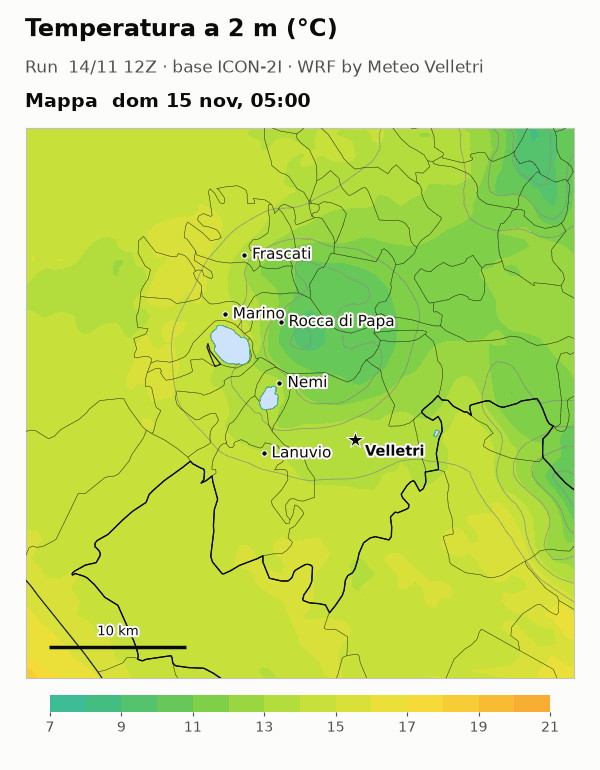 Temperatura a 2 m (°C)
Run  14/11 12Z · base ICON-2I · WRF by Meteo Velletri
Mappa  dom 15 nov, 05:00
Frascati
Marino
Rocca di Papa
Nemi
Velletri
Lanuvio
10 km
7 9 11 13 15 17 19 21